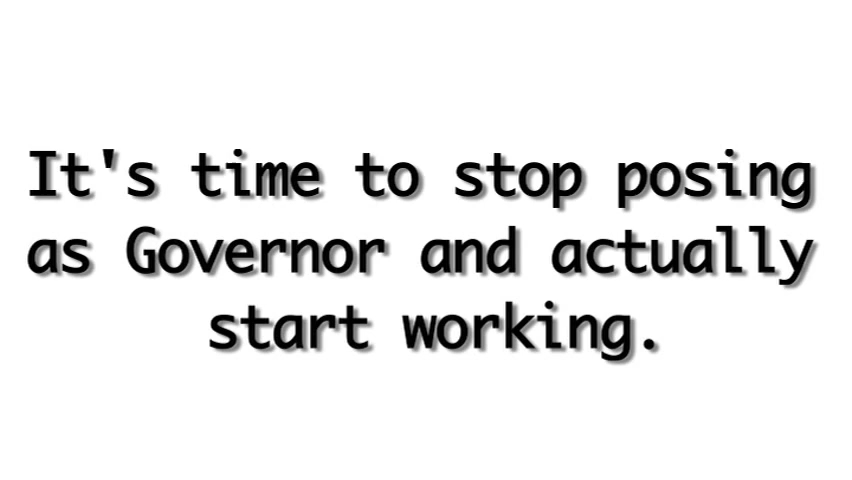 It's time to stop posing
as Governor and actually
start working.